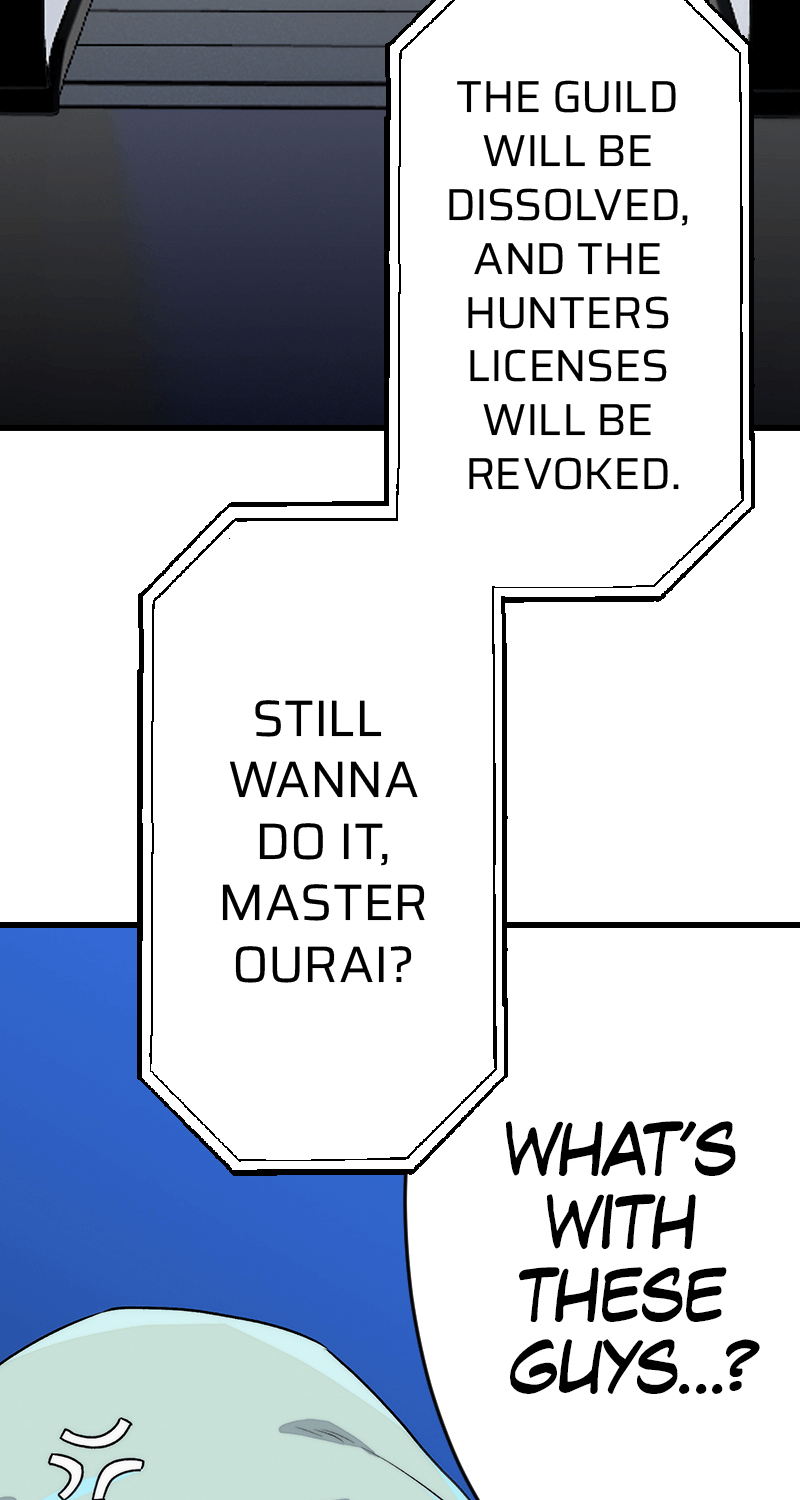 THE GUILD
WILL BE
DISSOLVED,
AND THE
HUNTERS
LICENSES
WILL BE
REVOKED.
STILL
WANNA
DO IT,
MASTER
OURAI?
WHAT'S
WITH
THESE
GUYS...?